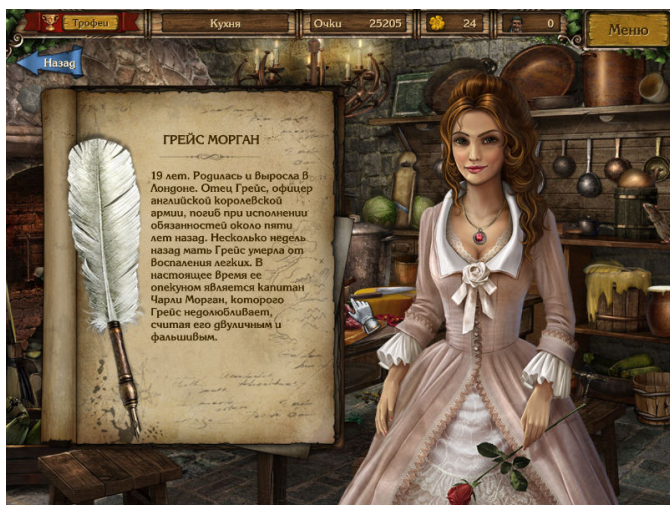 Трофеи
Кухня
Очки 25205
24
0
Меню
Назад
ГРЕЙС МОРГАН
19 лет. Родилась и выросла в
Лондоне. Отец Грейс, офицер
английской королевской
армии, погиб при исполнении
обязанностей около пяти
лет назад. Несколько недель
назад мать Грейс умерла от
воспаления легких. В
настоящее время ее
опекуном является капитан
Чарли Морган, которого
Грейс недолюбливает,
считая его двуличным и
фальшивым.